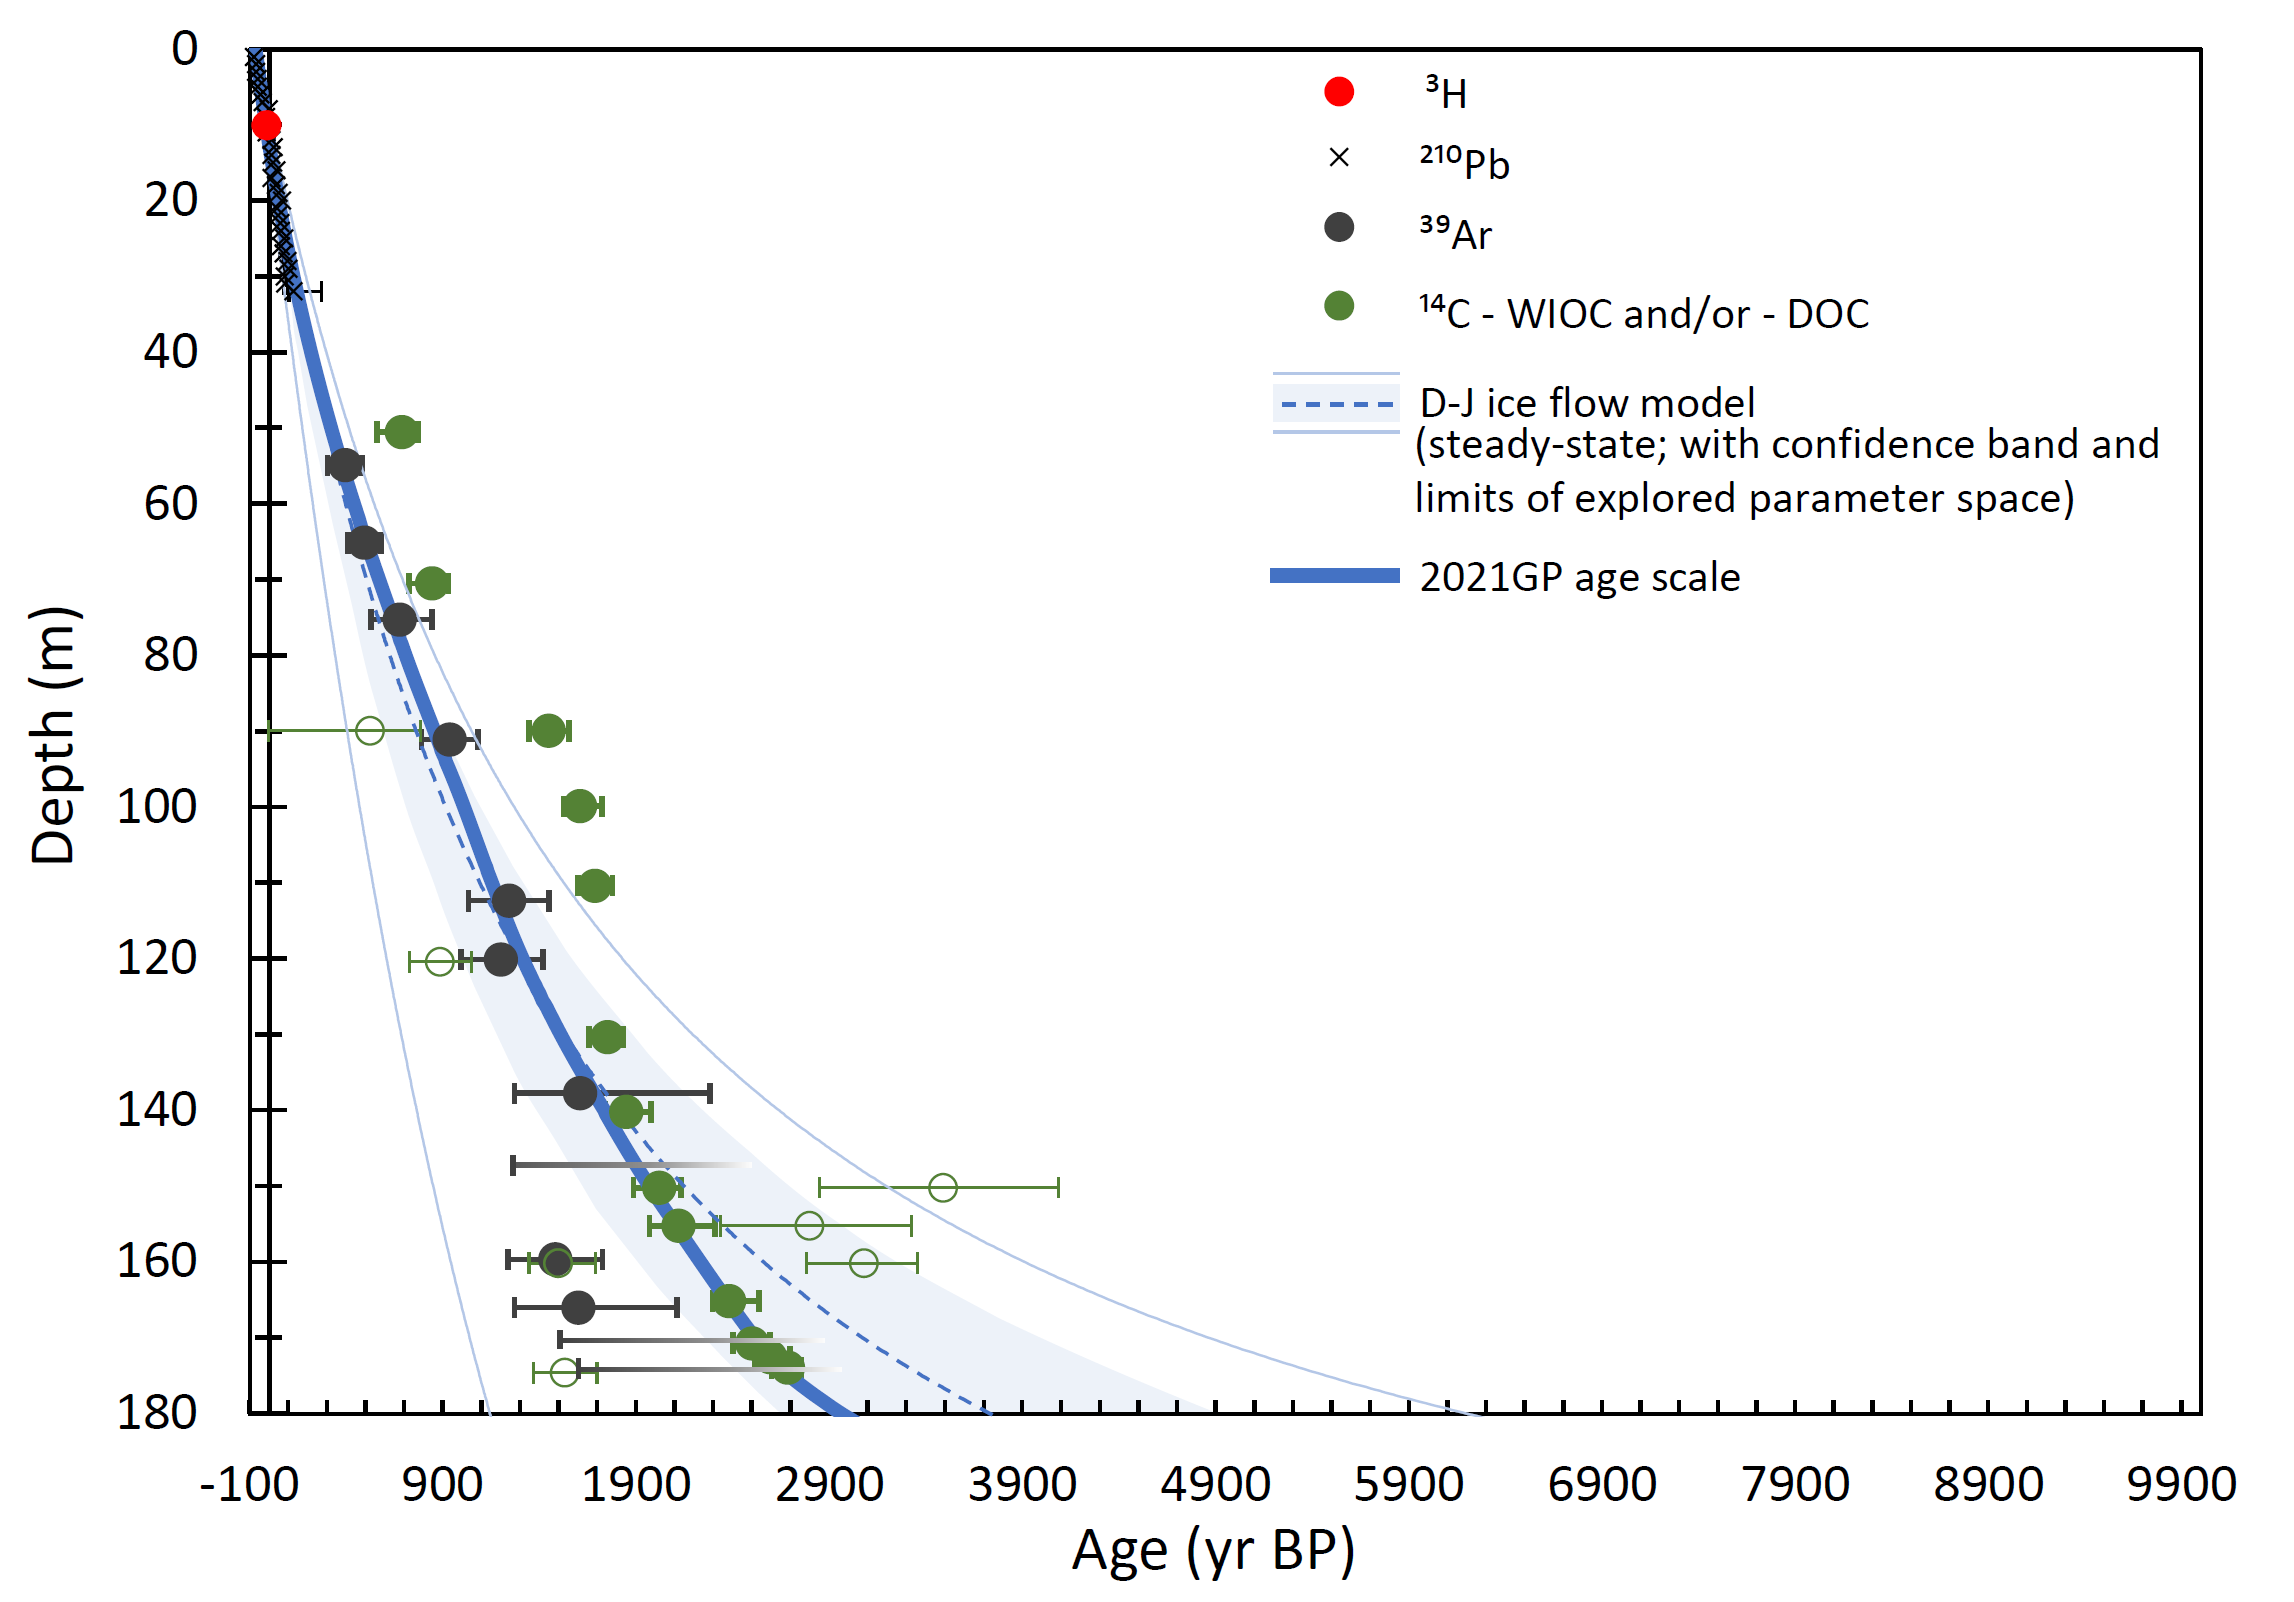 0
20
40
60
80
100
120
140
160
180
Depth (m)
-100 900 1900 2900 3900 4900 5900 6900 7900 8900 9900
Age (yr BP)
³H
²¹⁰Pb
³⁹Ar
¹⁴C - WIOC and/or - DOC
D-J ice flow model
(steady-state; with confidence band and
limits of explored parameter space)
2021GP age scale